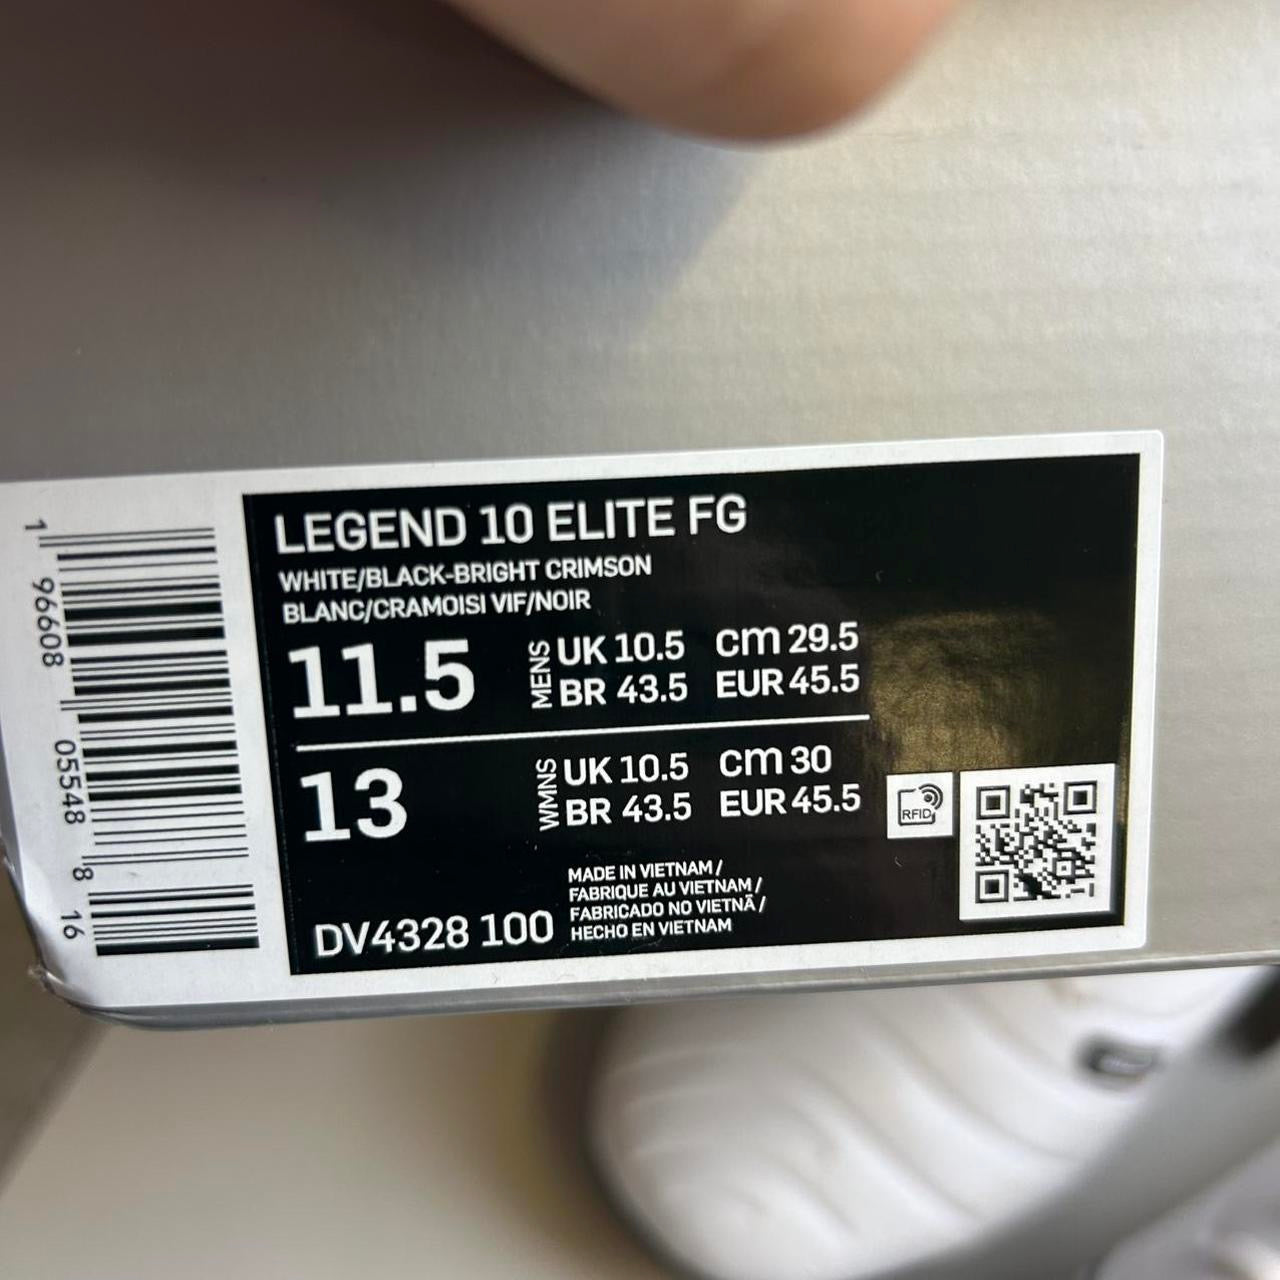 LEGEND 10 ELITE FG
WHITE/BLACK-BRIGHT CRIMSON
BLANC/CRAMOISI VIF/NOIR
11.5 MENS UK 10.5 cm 29.5
BR 43.5 EUR 45.5
13 WMNS UK 10.5 cm 30
BR 43.5 EUR 45.5
MADE IN VIETNAM /
FABRIQUE AU VIETNAM /
FABRICADO NO VIETNÃ /
HECHO EN VIETNAM
DV4328 100
RFID
1 96608 05548 8 16